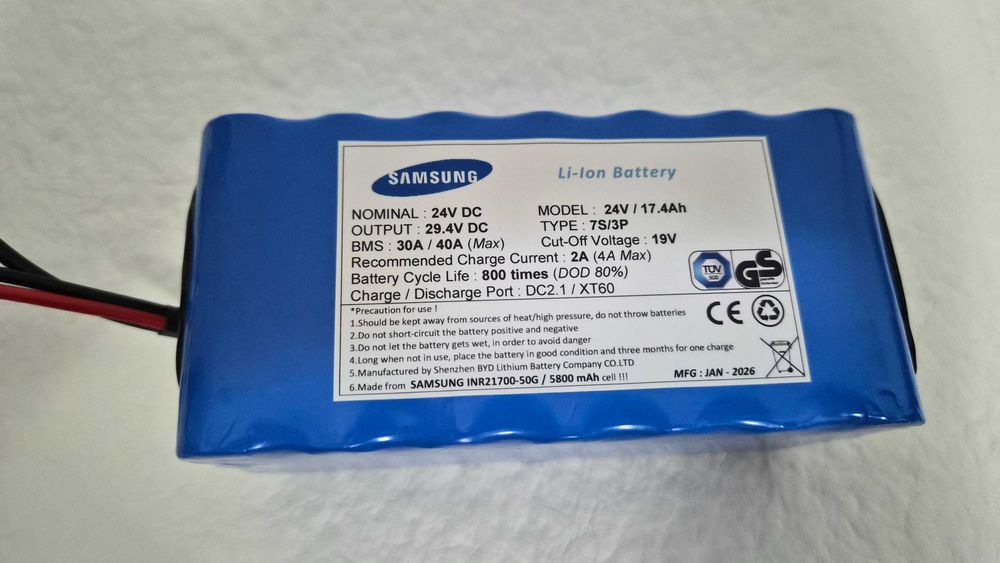 SAMSUNG
Li-Ion Battery
NOMINAL : 24V DC
MODEL : 24V / 17.4Ah
OUTPUT : 29.4V DC
TYPE : 7S/3P
BMS : 30A / 40A (Max)
Cut-Off Voltage : 19V
Recommended Charge Current : 2A (4A Max)
Battery Cycle Life : 800 times (DOD 80%)
Charge / Discharge Port : DC2.1 / XT60
TÜV
SÜD
GS
CE
*Precaution for use !
1.Should be kept away from sources of heat/high pressure, do not throw batteries
2.Do not short-circuit the battery positive and negative
3.Do not let the battery gets wet, in order to avoid danger
4.Long when not in use, place the battery in good condition and three months for one charge
5.Manufactured by Shenzhen BYD Lithium Battery Company CO.LTD
6.Made from SAMSUNG INR21700-50G / 5800 mAh cell !!!
MFG : JAN - 2026